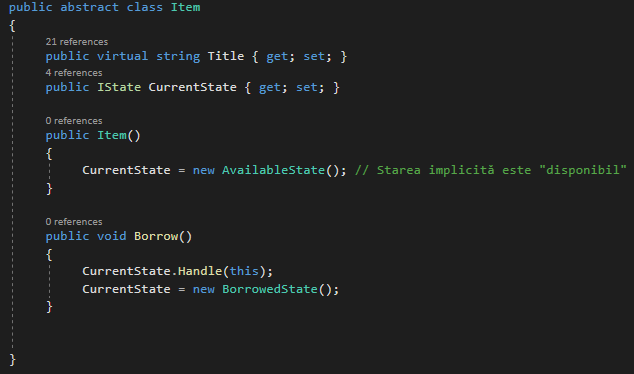 public abstract class Item
{
21 references
public virtual string Title { get; set; }
4 references
public IState CurrentState { get; set; }
0 references
public Item()
{
CurrentState = new AvailableState(); // Starea implicită este "disponibil"
}
0 references
public void Borrow()
{
CurrentState.Handle(this);
CurrentState = new BorrowedState();
}
}